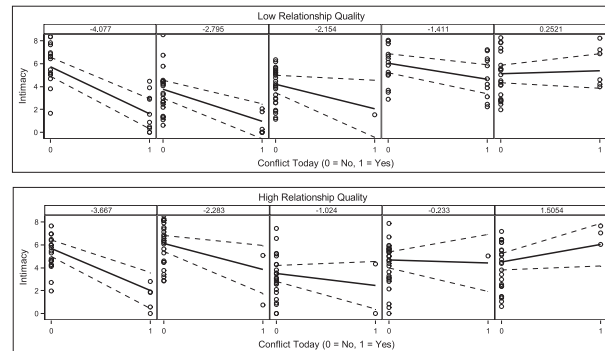 Low Relationship Quality
-4.077 -2.795 -2.154 -1.411 0.2521
8
6
4
2
0
Intimacy
0 1 0 1 0 1 0 1 0 1
Conflict Today (0 = No, 1 = Yes)
High Relationship Quality
-3.667 -2.283 -1.024 -0.233 1.5054
8
6
4
2
0
Intimacy
0 1 0 1 0 1 0 1 0 1
Conflict Today (0 = No, 1 = Yes)